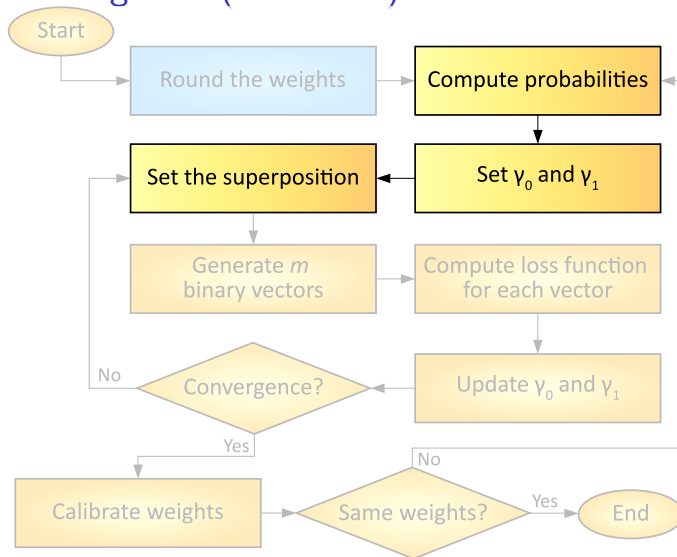 Start
Round the weights
Compute probabilities
Set the superposition
Set γ₀ and γ₁
Generate m
binary vectors
Compute loss function
for each vector
No
Convergence?
Update γ₀ and γ₁
Yes
No
Calibrate weights
Same weights?
Yes
End